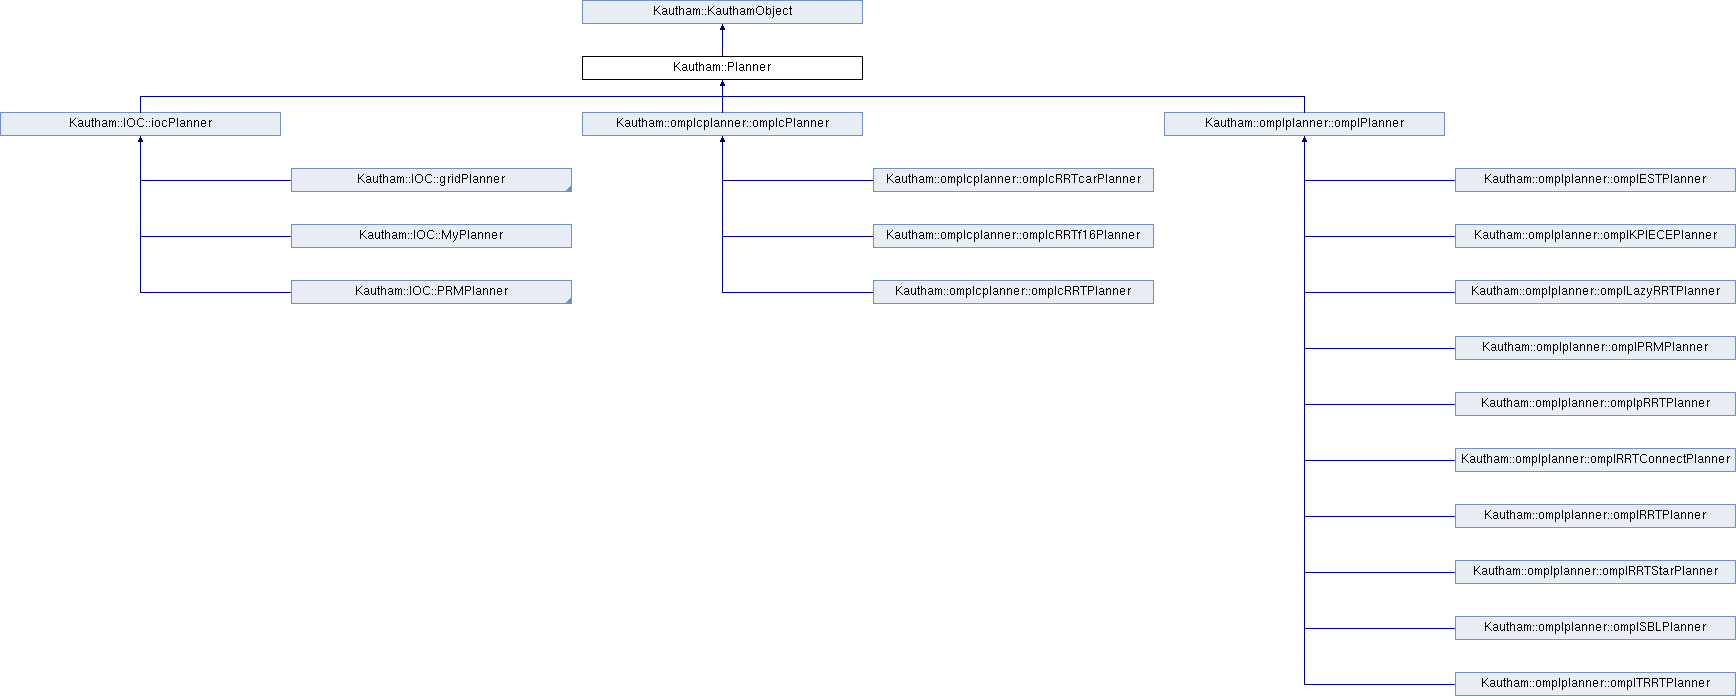 Kautham::KauthamObject
Kautham::Planner
Kautham::IOC::iocPlanner
Kautham::omplcplanner::omplcPlanner
Kautham::omplplanner::omplPlanner
Kautham::IOC::gridPlanner
Kautham::omplcplanner::omplcRRTcarPlanner
Kautham::omplplanner::omplESTPlanner
Kautham::IOC::MyPlanner
Kautham::omplcplanner::omplcRRTf16Planner
Kautham::omplplanner::omplKPIECEPlanner
Kautham::IOC::PRMPlanner
Kautham::omplcplanner::omplcRRTPlanner
Kautham::omplplanner::omplLazyRRTPlanner
Kautham::omplplanner::omplPRMPlanner
Kautham::omplplanner::omplpRRTPlanner
Kautham::omplplanner::omplRRTConnectPlanner
Kautham::omplplanner::omplRRTPlanner
Kautham::omplplanner::omplRRTStarPlanner
Kautham::omplplanner::omplSBLPlanner
Kautham::omplplanner::omplTRRTPlanner